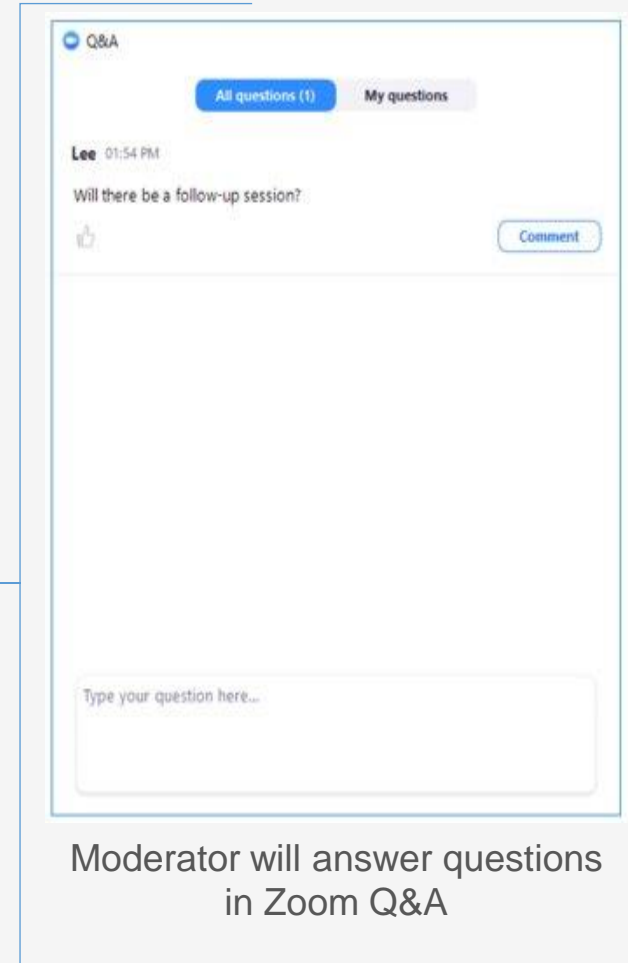 Q&A
All questions (1) My questions
Lee 01:54 PM
Will there be a follow-up session?
Comment
Type your question here...
Moderator will answer questions
in Zoom Q&A